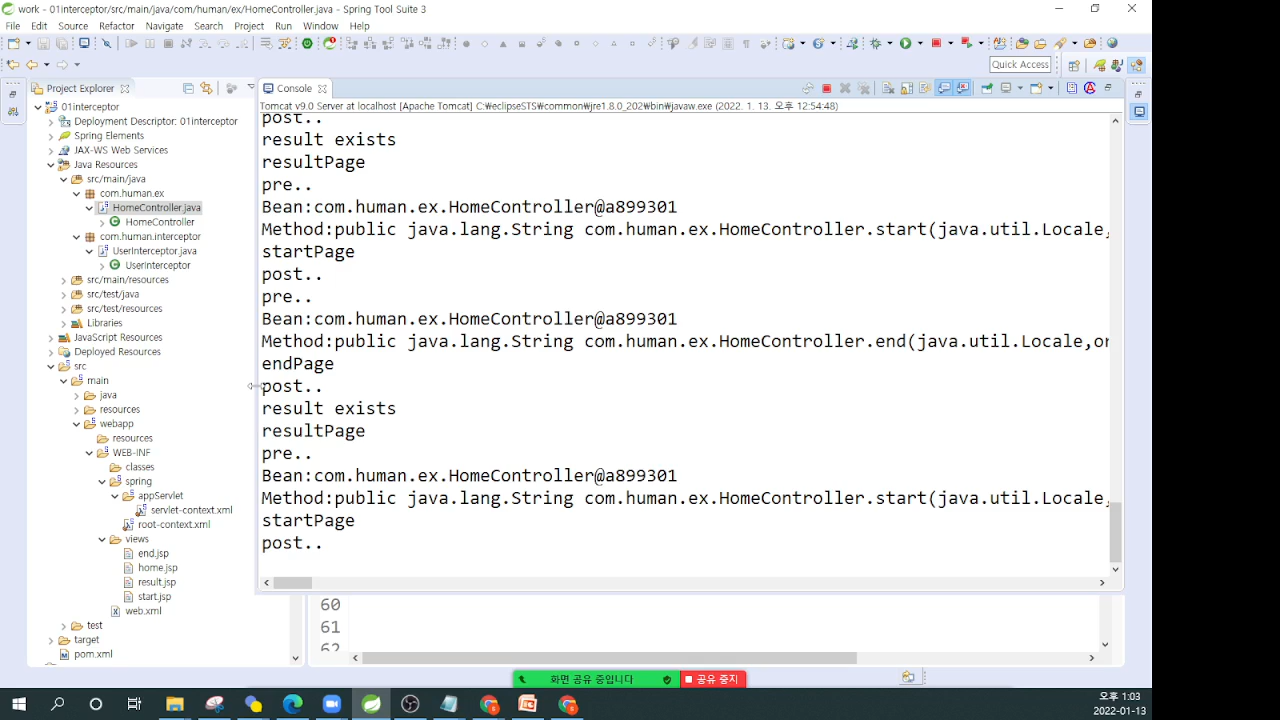 work - 01interceptor/src/main/java/com/human/ex/HomeController.java - Spring Tool Suite 3
File Edit Source Refactor Navigate Search Project Run Window Help
Quick Access
Project Explorer
01interceptor
Deployment Descriptor: 01interceptor
Spring Elements
JAX-WS Web Services
Java Resources
src/main/java
com.human.ex
HomeController.java
HomeController
com.human.interceptor
UserInterceptor.java
UserInterceptor
src/main/resources
src/test/java
src/test/resources
Libraries
JavaScript Resources
Deployed Resources
src
main
java
resources
webapp
resources
WEB-INF
classes
spring
appServlet
servlet-context.xml
root-context.xml
views
end.jsp
home.jsp
result.jsp
start.jsp
web.xml
test
target
pom.xml
Console
Tomcat v9.0 Server at localhost [Apache Tomcat] C:₩eclipseSTS₩common₩jre1.8.0_202₩bin₩javaw.exe (2022. 1. 13. 오후 12:54:48)
post..
result exists
resultPage
pre..
Bean:com.human.ex.HomeController@a899301
Method:public java.lang.String com.human.ex.HomeController.start(java.util.Locale,
startPage
post..
pre..
Bean:com.human.ex.HomeController@a899301
Method:public java.lang.String com.human.ex.HomeController.end(java.util.Locale,or
endPage
post..
result exists
resultPage
pre..
Bean:com.human.ex.HomeController@a899301
Method:public java.lang.String com.human.ex.HomeController.start(java.util.Locale,
startPage
post..
60
61
62
화면 공유 중입니다 공유 중지
오후 1:03
2022-01-13